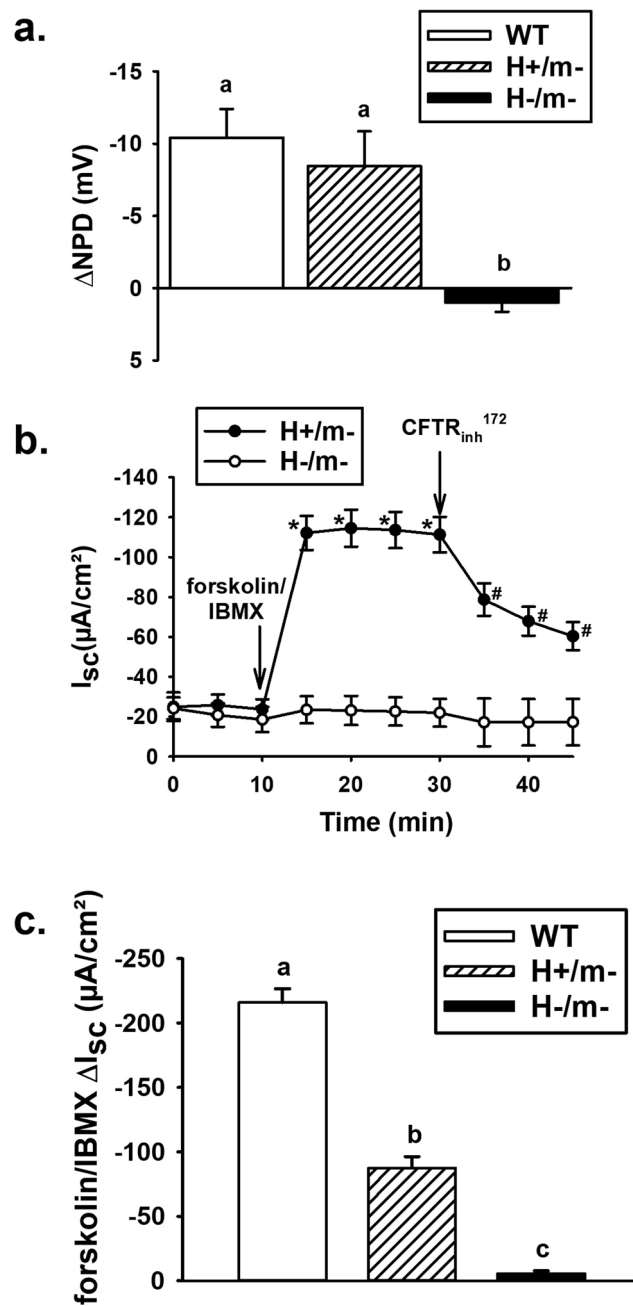 a.
WT
H+/m-
H-/m-
ΔNPD (mV)
-15
-10
-5
0
5
a
a
b
b.
H+/m-
H-/m-
CFTRinh172
forskolin/
IBMX
ISC(µA/cm²)
-140
-120
-100
-80
-60
-40
-20
0
*
*
*
*
#
#
#
0
10
20
30
40
Time (min)
c.
WT
H+/m-
H-/m-
forskolin/IBMX ΔISC (µA/cm²)
-250
-200
-150
-100
-50
0
a
b
c